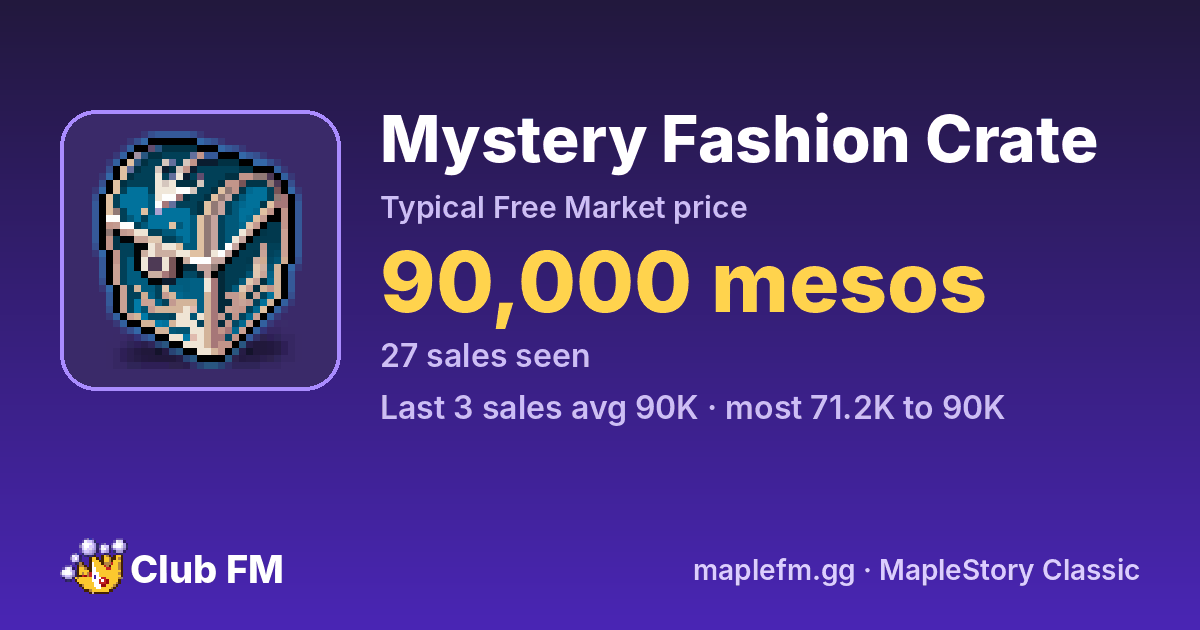 Mystery Fashion Crate
Typical Free Market price
90,000 mesos
27 sales seen
Last 3 sales avg 90K · most 71.2K to 90K
Club FM
maplefm.gg · MapleStory Classic